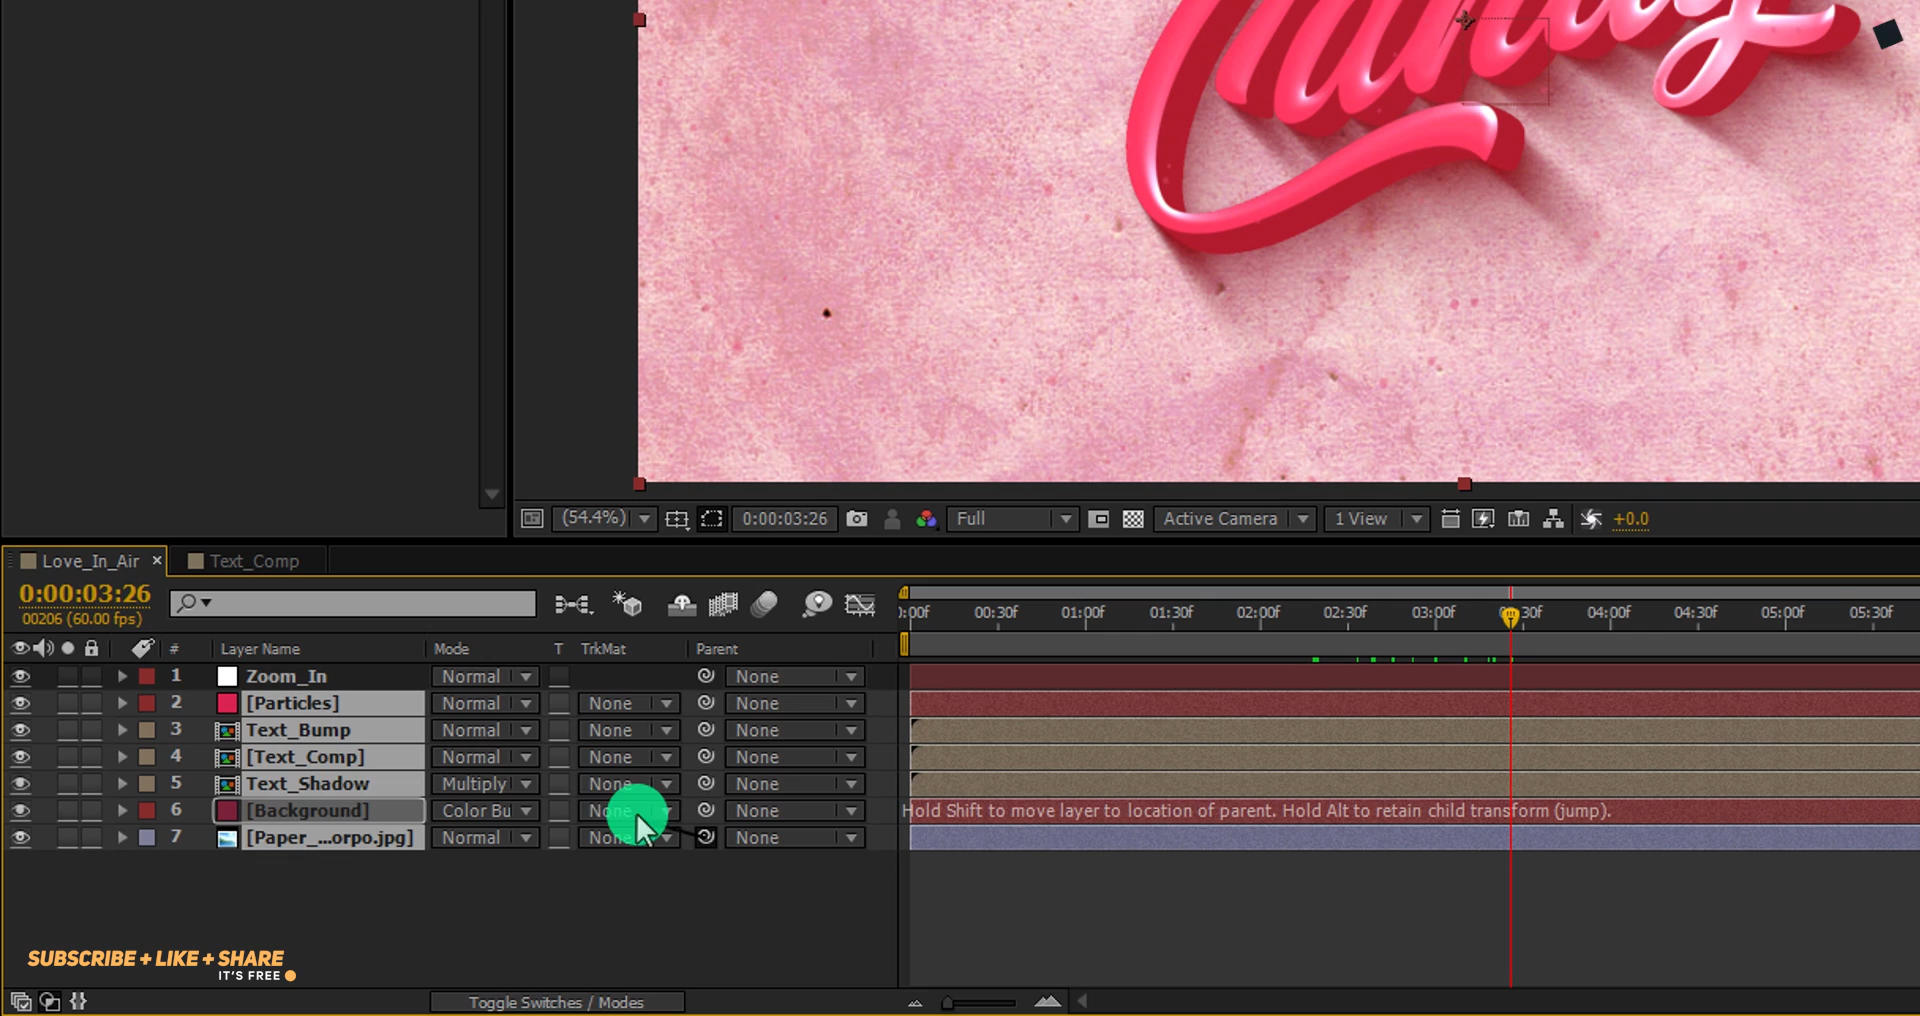 Candy
(54.4%)
0:00:03:26
Full
Active Camera
1 View
+0.0
Love_In_Air ×
Text_Comp
0:00:03:26
00206 (60.00 fps)
:00f 00:30f 01:00f 01:30f 02:00f 02:30f 03:00f 30f 04:00f 04:30f 05:00f 05:30f
# Layer Name Mode T TrkMat Parent
1 Zoom_In Normal None
2 [Particles] Normal None None
3 Text_Bump Normal None None
4 [Text_Comp] Normal None None
5 Text_Shadow Multiply None None
6 [Background] Color Bu None None Hold Shift to move layer to location of parent. Hold Alt to retain child transform (jump).
7 [Paper_...orpo.jpg] Normal None None
SUBSCRIBE + LIKE + SHARE
IT'S FREE
Toggle Switches / Modes